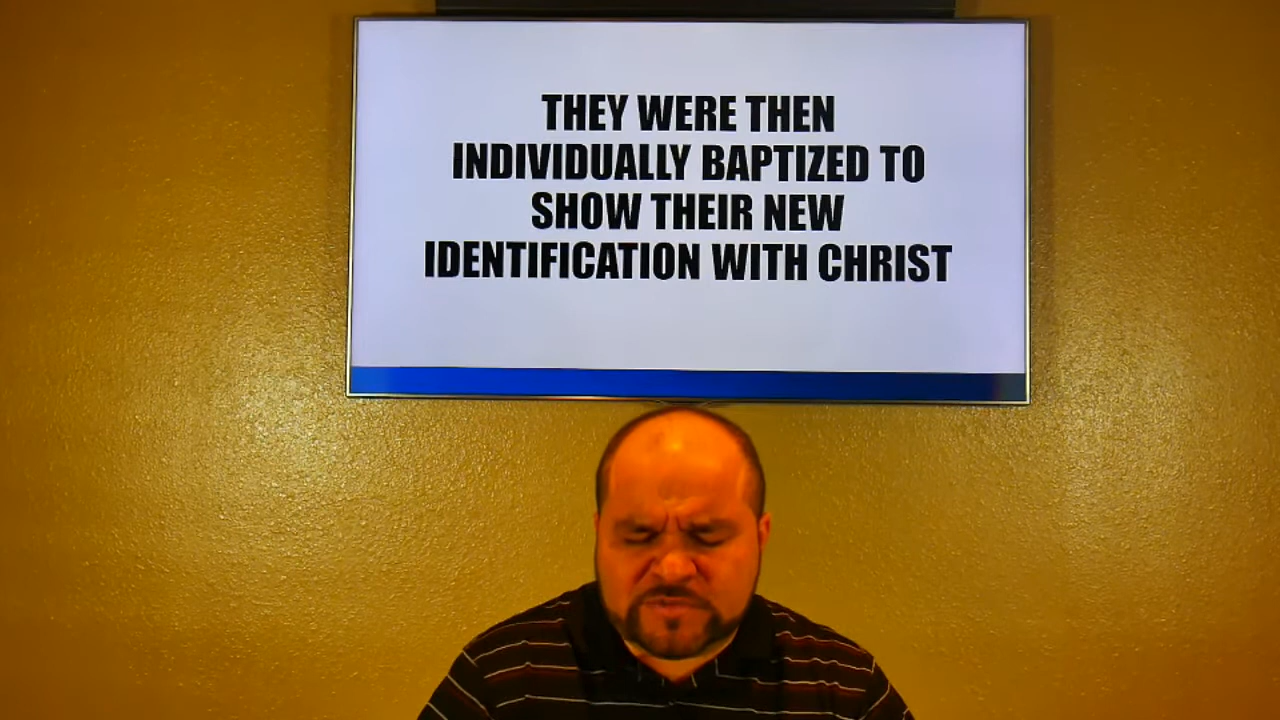 THEY WERE THEN
INDIVIDUALLY BAPTIZED TO
SHOW THEIR NEW
IDENTIFICATION WITH CHRIST